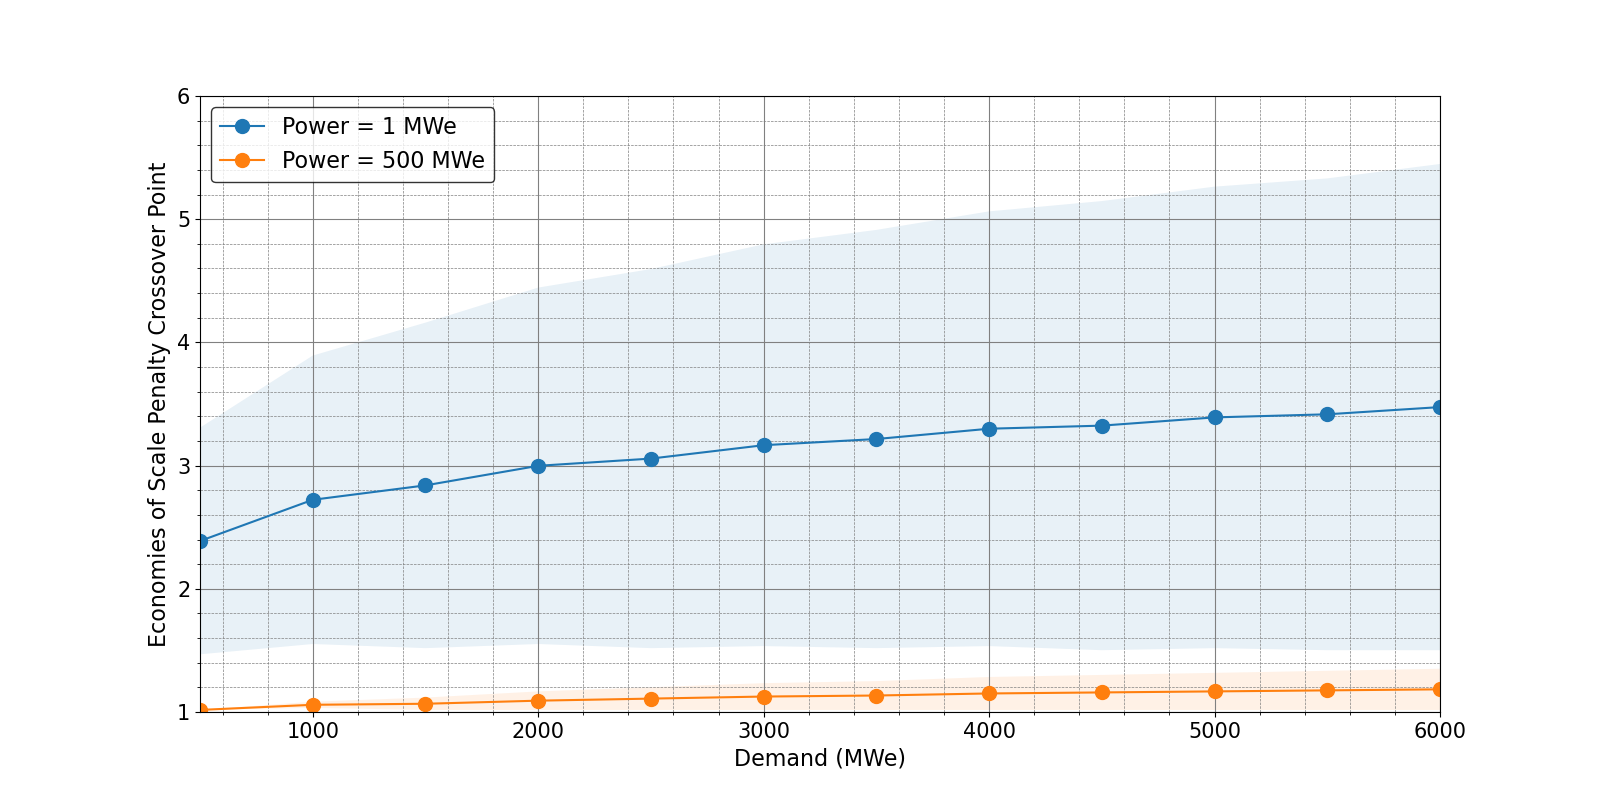 Power = 1 MWe
Power = 500 MWe
Economies of Scale Penalty Crossover Point
6
5
4
3
2
1
1000 2000 3000 4000 5000 6000
Demand (MWe)